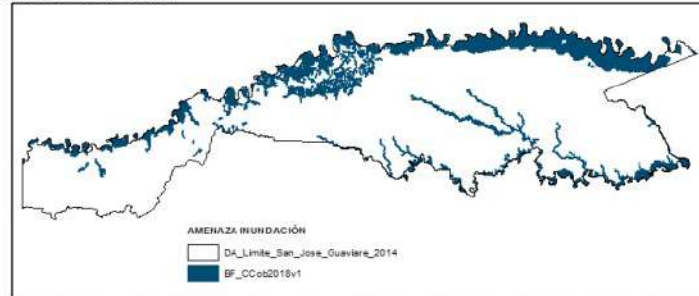 AMENAZA INUNDACIÓN
DA_Limite_San_Jose_Guaviare_2014
BF_CCob2018v1